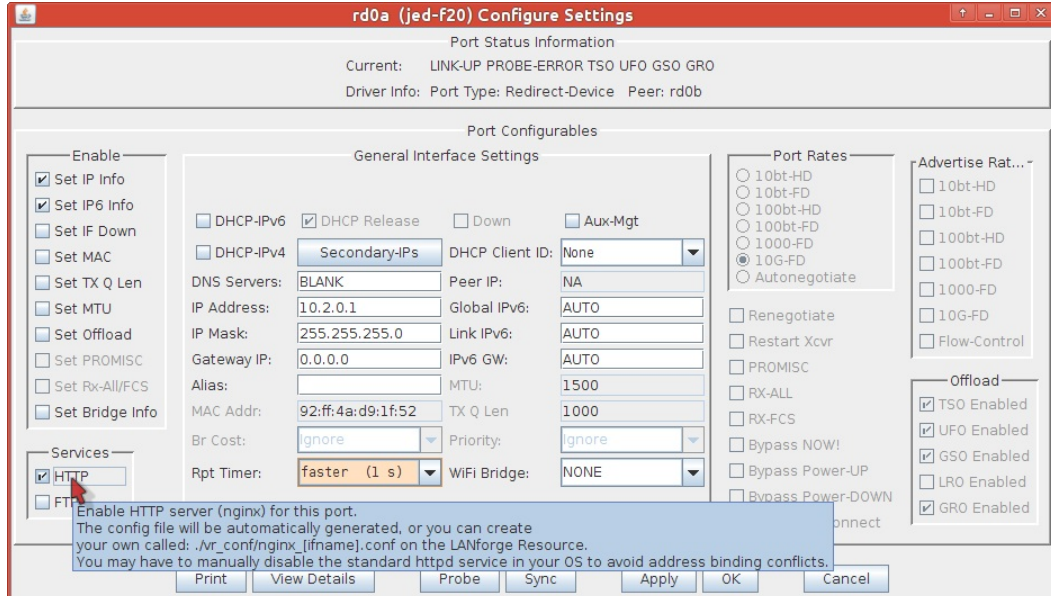 rd0a (jed-f20) Configure Settings
Port Status Information
Current: LINK-UP PROBE-ERROR TSO UFO GSO GRO
Driver Info: Port Type: Redirect-Device Peer: rd0b
Port Configurables
Enable
Set IP Info
Set IP6 Info
Set IF Down
Set MAC
Set TX Q Len
Set MTU
Set Offload
Set PROMISC
Set Rx-All/FCS
Set Bridge Info
Services
HTTP
General Interface Settings
DHCP-IPv6 DHCP Release Down Aux-Mgt
DHCP-IPv4 Secondary-IPs DHCP Client ID: None
DNS Servers: BLANK Peer IP: NA
IP Address: 10.2.0.1 Global IPv6: AUTO
IP Mask: 255.255.255.0 Link IPv6: AUTO
Gateway IP: 0.0.0.0 IPv6 GW: AUTO
Alias: MTU: 1500
MAC Addr: 92:ff:4a:d9:1f:52 TX Q Len 1000
Br Cost: Ignore Priority: Ignore
Rpt Timer: faster (1 s) WiFi Bridge: NONE
Port Rates
10bt-HD
10bt-FD
100bt-HD
100bt-FD
1000-FD
10G-FD
Autonegotiate
Renegotiate
Restart Xcvr
PROMISC
RX-ALL
RX-FCS
Bypass NOW!
Bypass Power-UP
Bypass Power-DOWN
Advertise Rat...
10bt-HD
10bt-FD
100bt-HD
100bt-FD
1000-FD
10G-FD
Flow-Control
Offload
TSO Enabled
UFO Enabled
GSO Enabled
LRO Enabled
GRO Enabled
Enable HTTP server (nginx) for this port.
The config file will be automatically generated, or you can create
your own called: ./vr_conf/nginx_[ifname].conf on the LANforge Resource.
You may have to manually disable the standard httpd service in your OS to avoid address binding conflicts.
Print View Details Probe Sync Apply OK Cancel